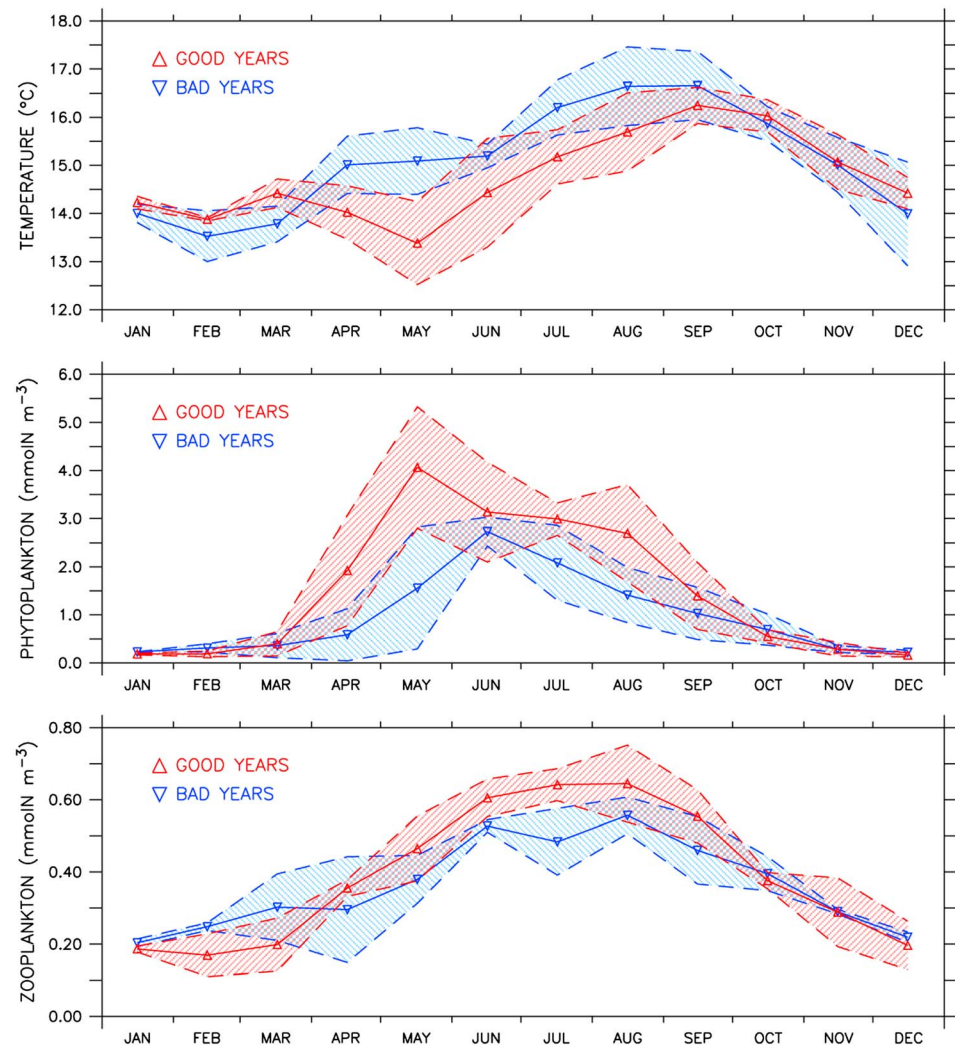 18.0
17.0
16.0
15.0
14.0
13.0
12.0
TEMPERATURE (°C)
GOOD YEARS
BAD YEARS
JAN FEB MAR APR MAY JUN JUL AUG SEP OCT NOV DEC
6.0
5.0
4.0
3.0
2.0
1.0
0.0
PHYTOPLANKTON (mmolN m⁻³)
GOOD YEARS
BAD YEARS
JAN FEB MAR APR MAY JUN JUL AUG SEP OCT NOV DEC
0.80
0.60
0.40
0.20
0.00
ZOOPLANKTON (mmolN m⁻³)
GOOD YEARS
BAD YEARS
JAN FEB MAR APR MAY JUN JUL AUG SEP OCT NOV DEC